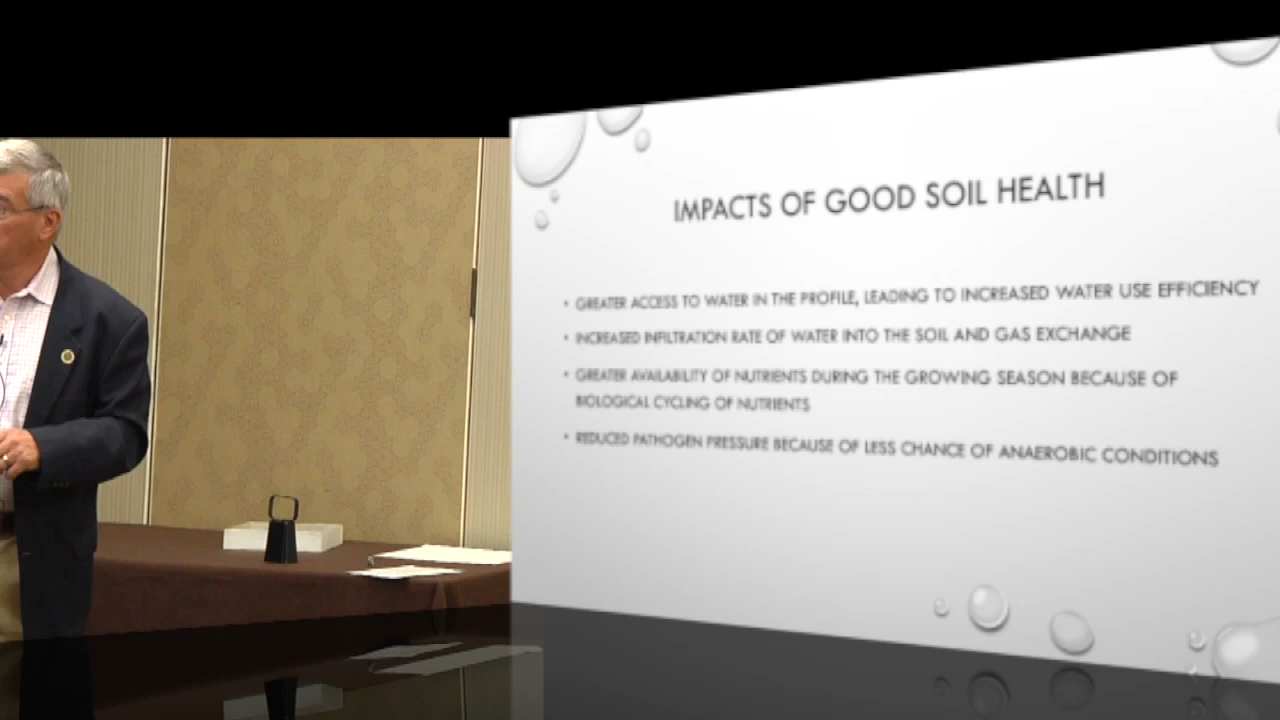 IMPACTS OF GOOD SOIL HEALTH
• GREATER ACCESS TO WATER IN THE PROFILE, LEADING TO INCREASED WATER USE EFFICIENCY
• INCREASED INFILTRATION RATE OF WATER INTO THE SOIL AND GAS EXCHANGE
• GREATER AVAILABILITY OF NUTRIENTS DURING THE GROWING SEASON BECAUSE OF
BIOLOGICAL CYCLING OF NUTRIENTS
• REDUCED PATHOGEN PRESSURE BECAUSE OF LESS CHANCE OF ANAEROBIC CONDITIONS